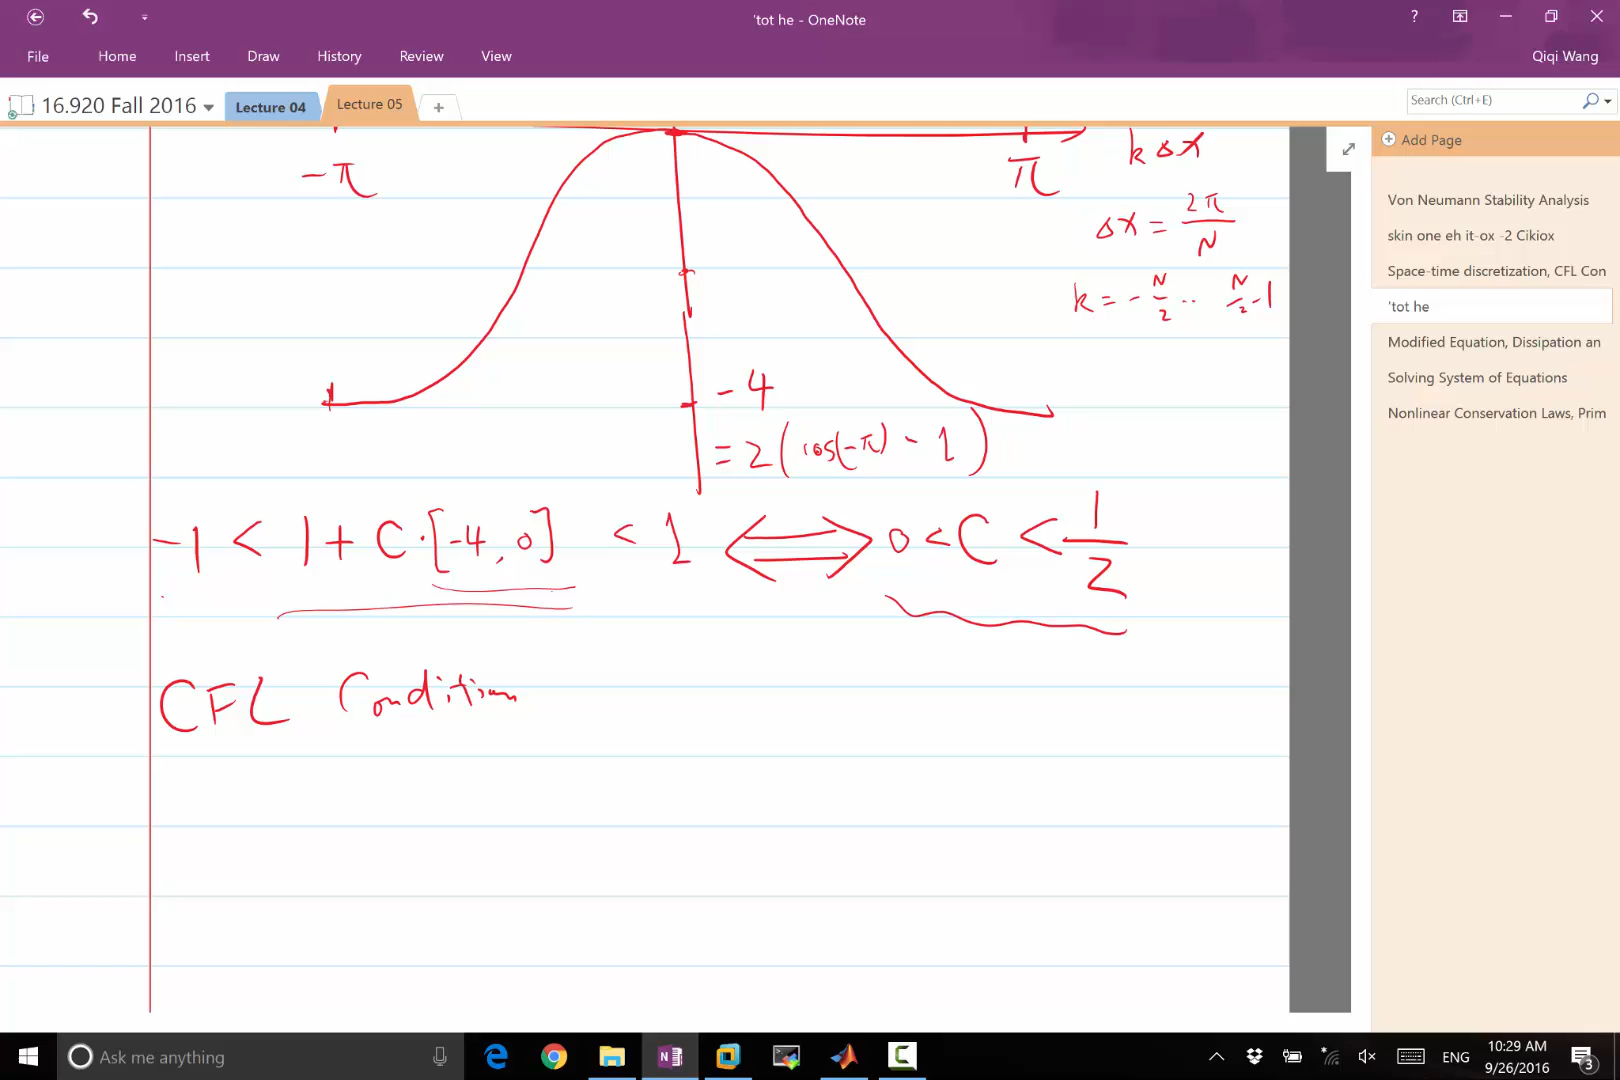 'tot he - OneNote
?
File Home Insert Draw History Review View
Qiqi Wang
16.920 Fall 2016 Lecture 04 Lecture 05 +
Search (Ctrl+E)
Add Page
Von Neumann Stability Analysis
skin one eh it-ox -2 Cikiox
Space-time discretization, CFL Con
'tot he
Modified Equation, Dissipation an
Solving System of Equations
Nonlinear Conservation Laws, Prim
-π π k Δx
Δx = 2π/N
k = -N/2 .. N/2 -1
-4
= 2(cos(-π) - 1)
-1 < 1 + C·[-4, 0] < 1 ⟺ 0 < C < 1/2
CFL Condition
Ask me anything
ENG
10:29 AM
9/26/2016
3